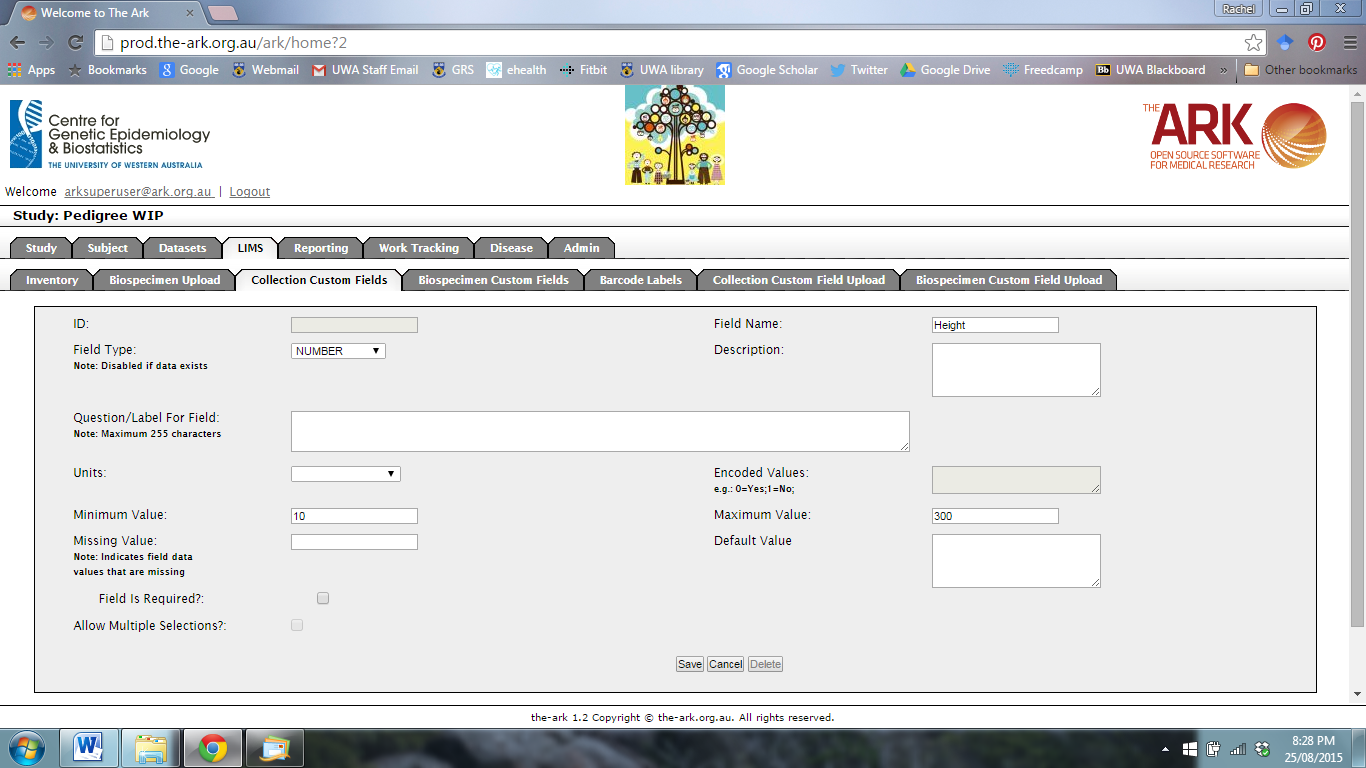 Welcome to The Ark
Rachel
prod.the-ark.org.au/ark/home?2
Apps Bookmarks Google Webmail UWA Staff Email GRS ehealth Fitbit UWA library Google Scholar Twitter Google Drive Freedcamp Bb UWA Blackboard » Other bookmarks
Centre for
Genetic Epidemiology
& Biostatistics
THE UNIVERSITY OF WESTERN AUSTRALIA
THE ARK
OPEN SOURCE SOFTWARE
FOR MEDICAL RESEARCH
Welcome arksuperuser@ark.org.au | Logout
Study: Pedigree WIP
Study Subject Datasets LIMS Reporting Work Tracking Disease Admin
Inventory Biospecimen Upload Collection Custom Fields Biospecimen Custom Fields Barcode Labels Collection Custom Field Upload Biospecimen Custom Field Upload
ID: Field Name: Height
Field Type: NUMBER Description:
Note: Disabled if data exists
Question/Label For Field:
Note: Maximum 255 characters
Units: Encoded Values:
e.g.: 0=Yes;1=No;
Minimum Value: 10 Maximum Value: 300
Missing Value: Default Value
Note: Indicates field data
values that are missing
Field Is Required?:
Allow Multiple Selections?:
Save Cancel Delete
the-ark 1.2 Copyright © the-ark.org.au. All rights reserved.
8:28 PM
25/08/2015